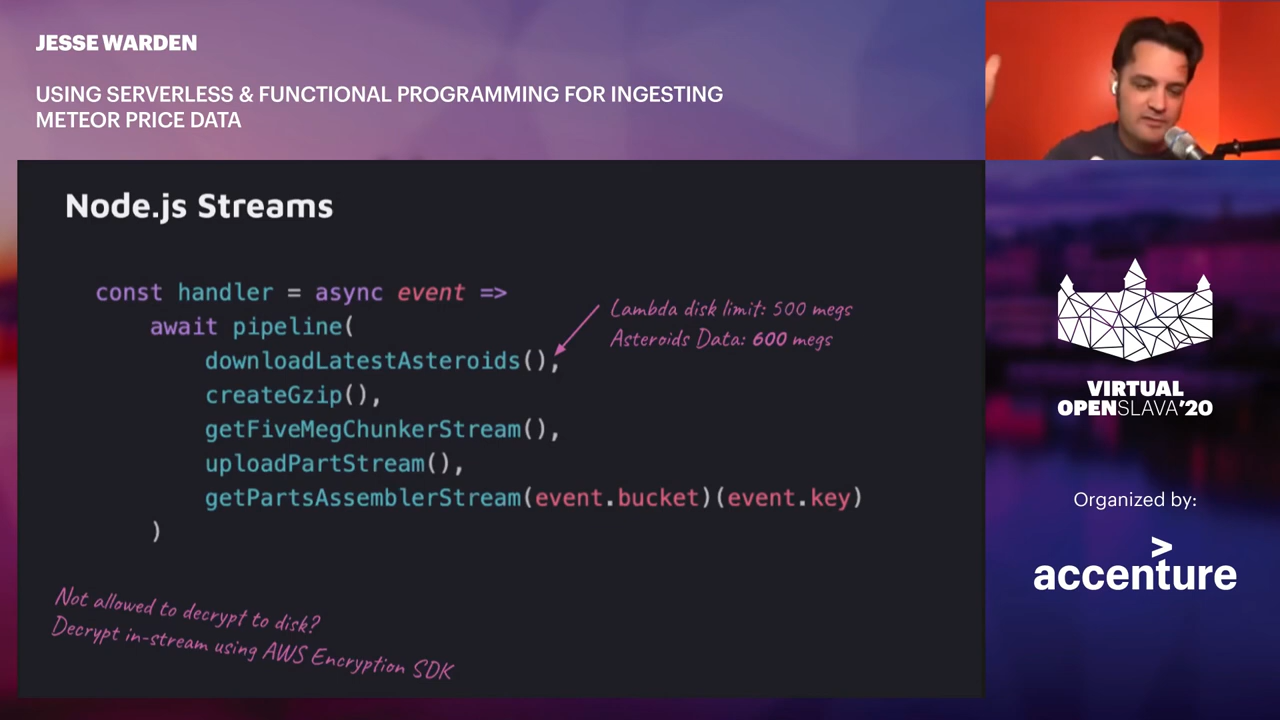 JESSE WARDEN
USING SERVERLESS & FUNCTIONAL PROGRAMMING FOR INGESTING
METEOR PRICE DATA
Node.js Streams
const handler = async event =>
await pipeline(
downloadLatestAsteroids(),
createGzip(),
getFiveMegChunkerStream(),
uploadPartStream(),
getPartsAssemblerStream(event.bucket)(event.key)
)
Lambda disk limit: 500 megs
Asteroids Data: 600 megs
Not allowed to decrypt to disk?
Decrypt in-stream using AWS Encryption SDK
VIRTUAL
OPENSLAVA'20
Organized by:
accenture